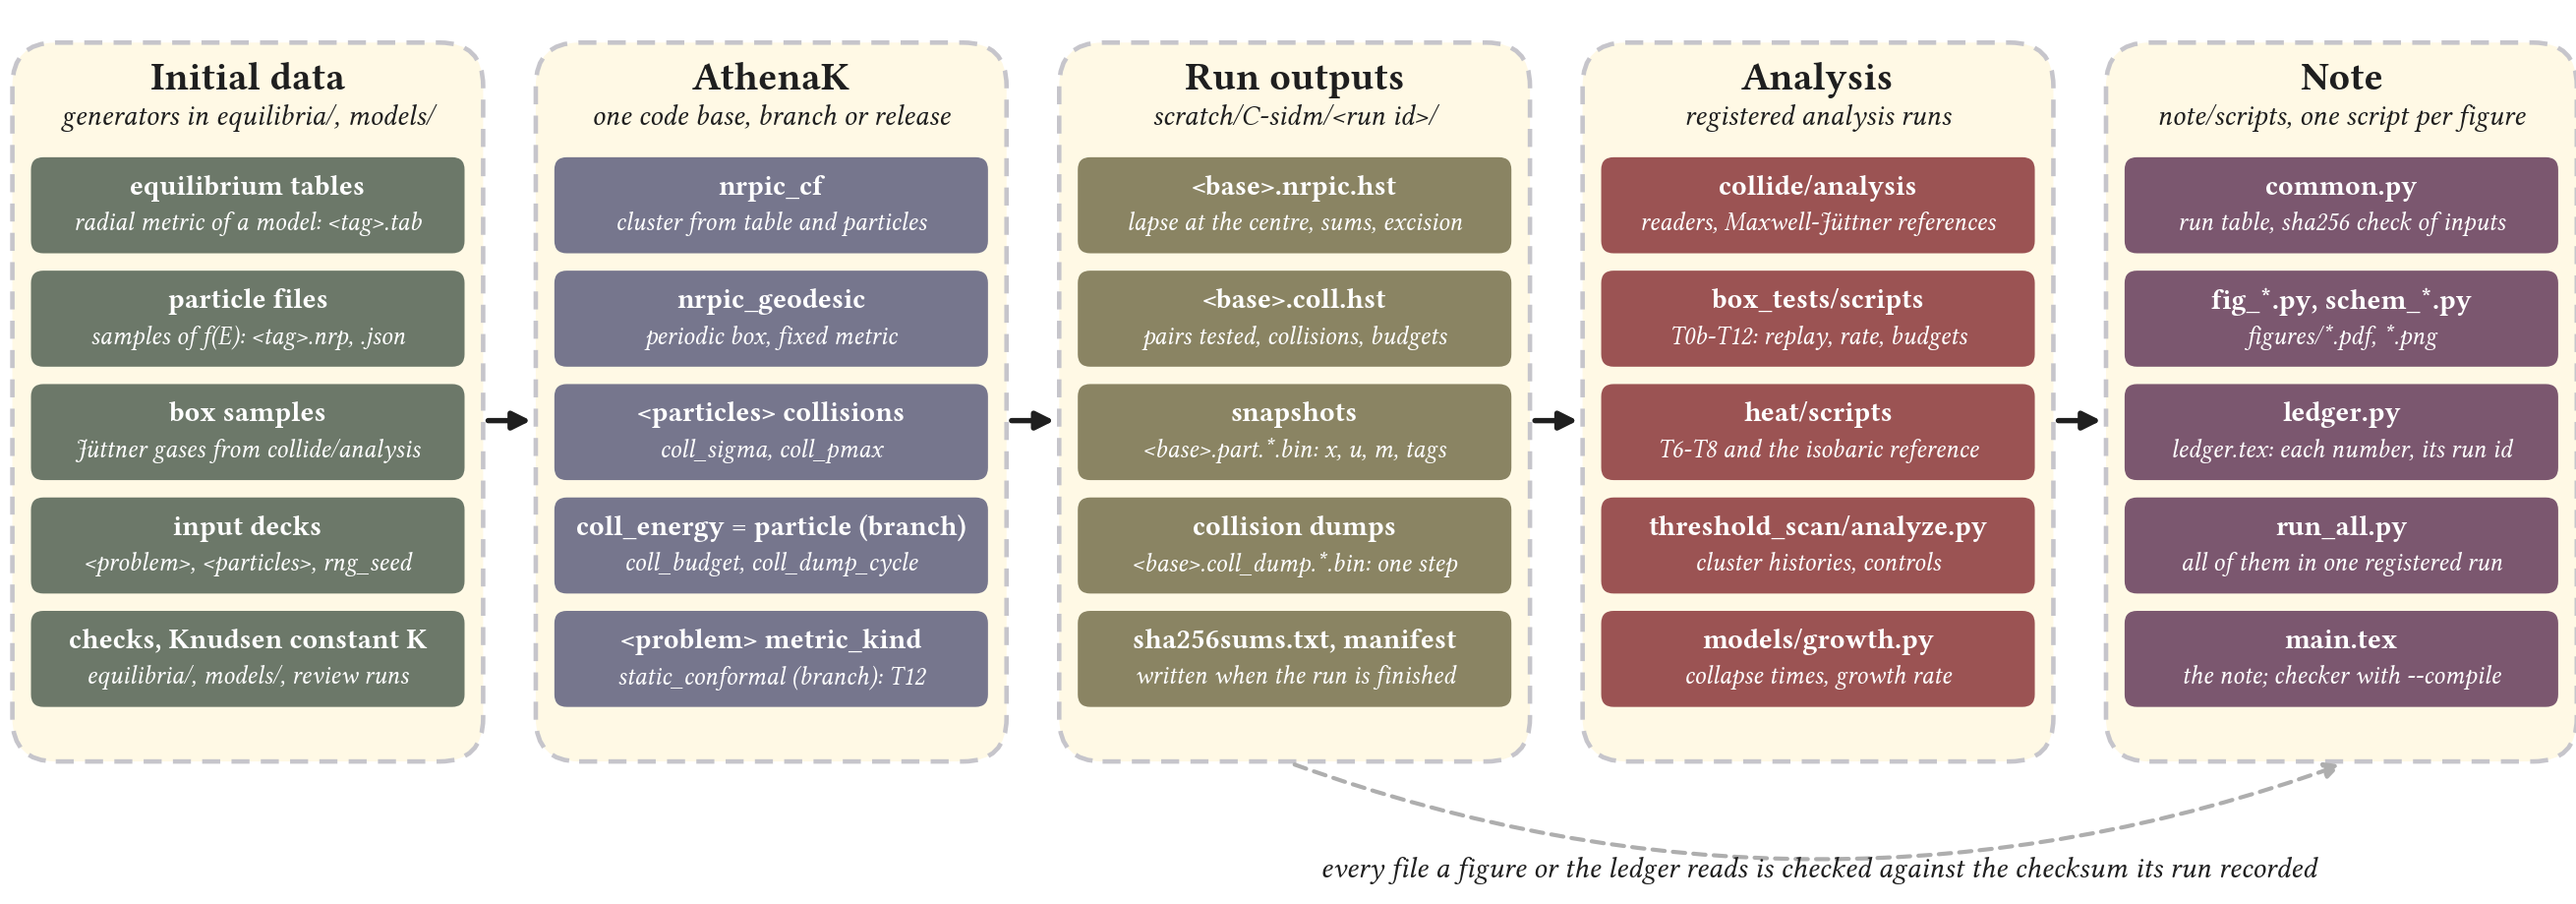 Initial data
generators in equilibria/, models/
equilibrium tables
radial metric of a model: <tag>.tab
particle files
samples of f(E): <tag>.nrp, .json
box samples
Jüttner gases from collide/analysis
input decks
<problem>, <particles>, rng_seed
checks, Knudsen constant K
equilibria/, models/, review runs
AthenaK
one code base, branch or release
nrpic_cf
cluster from table and particles
nrpic_geodesic
periodic box, fixed metric
<particles> collisions
coll_sigma, coll_pmax
coll_energy = particle (branch)
coll_budget, coll_dump_cycle
<problem> metric_kind
static_conformal (branch): T12
Run outputs
scratch/C-sidm/<run id>/
<base>.nrpic.hst
lapse at the centre, sums, excision
<base>.coll.hst
pairs tested, collisions, budgets
snapshots
<base>.part.*.bin: x, u, m, tags
collision dumps
<base>.coll_dump.*.bin: one step
sha256sums.txt, manifest
written when the run is finished
Analysis
registered analysis runs
collide/analysis
readers, Maxwell-Jüttner references
box_tests/scripts
T0b-T12: replay, rate, budgets
heat/scripts
T6-T8 and the isobaric reference
threshold_scan/analyze.py
cluster histories, controls
models/growth.py
collapse times, growth rate
Note
note/scripts, one script per figure
common.py
run table, sha256 check of inputs
fig_*.py, schem_*.py
figures/*.pdf, *.png
ledger.py
ledger.tex: each number, its run id
run_all.py
all of them in one registered run
main.tex
the note; checker with --compile
every file a figure or the ledger reads is checked against the checksum its run recorded